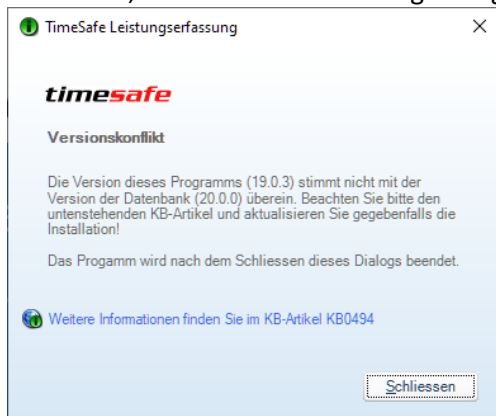 TimeSafe Leistungserfassung
timesafe
Versionskonflikt
Die Version dieses Programms (19.0.3) stimmt nicht mit der
Version der Datenbank (20.0.0) überein. Beachten Sie bitte den
untenstehenden KB-Artikel und aktualisieren Sie gegebenfalls die
Installation!
Das Progamm wird nach dem Schliessen dieses Dialogs beendet.
Weitere Informationen finden Sie im KB-Artikel KB0494
Schliessen